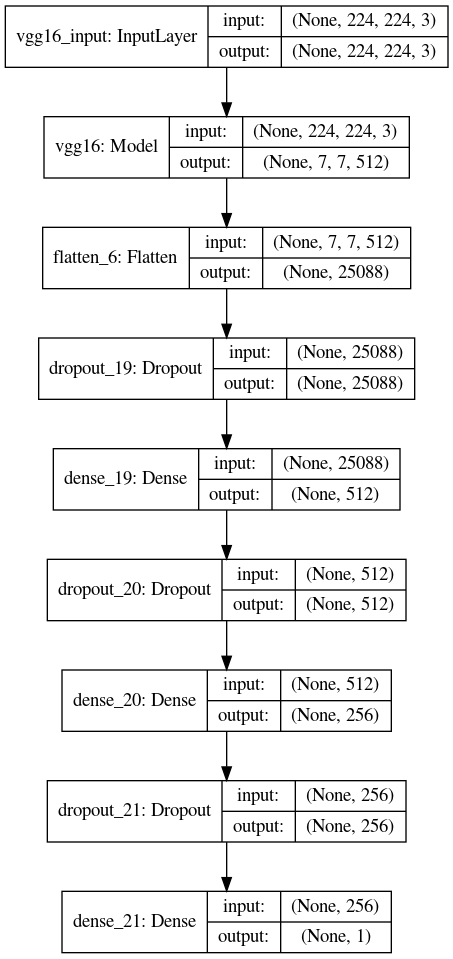 vgg16_input: InputLayer
input: (None, 224, 224, 3)
output: (None, 224, 224, 3)
vgg16: Model
input: (None, 224, 224, 3)
output: (None, 7, 7, 512)
flatten_6: Flatten
input: (None, 7, 7, 512)
output: (None, 25088)
dropout_19: Dropout
input: (None, 25088)
output: (None, 25088)
dense_19: Dense
input: (None, 25088)
output: (None, 512)
dropout_20: Dropout
input: (None, 512)
output: (None, 512)
dense_20: Dense
input: (None, 512)
output: (None, 256)
dropout_21: Dropout
input: (None, 256)
output: (None, 256)
dense_21: Dense
input: (None, 256)
output: (None, 1)